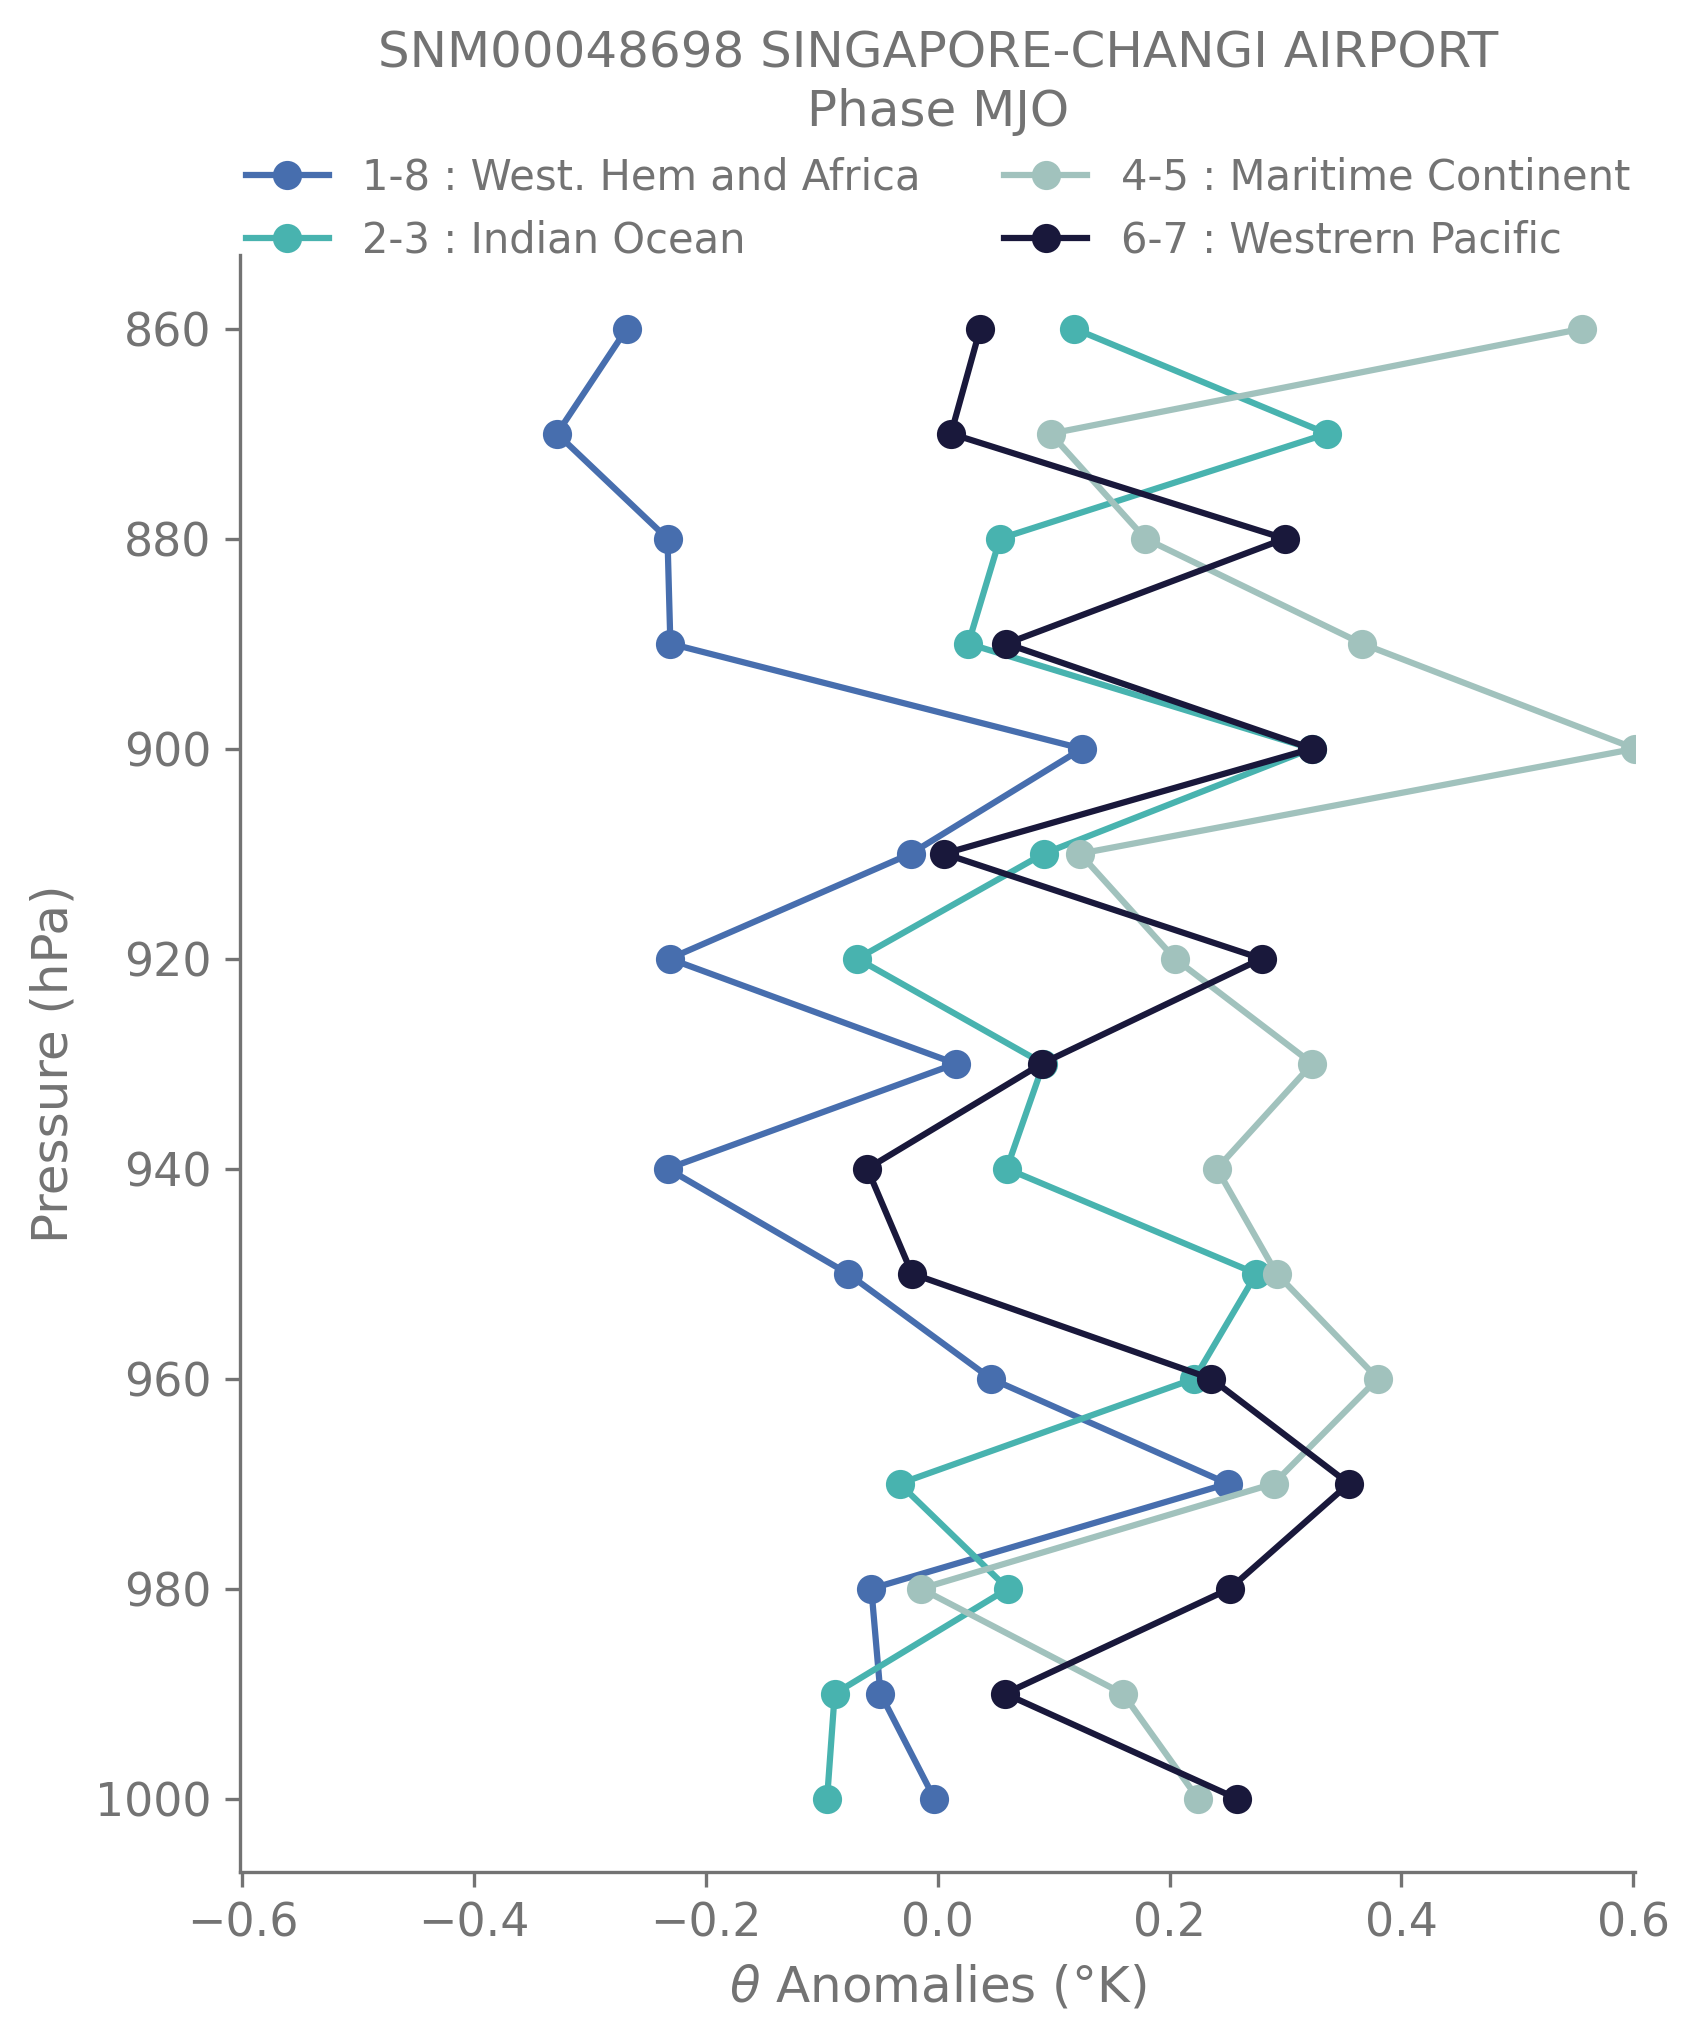 SNM00048698 SINGAPORE-CHANGI AIRPORT
Phase MJO
1-8 : West. Hem and Africa
2-3 : Indian Ocean
4-5 : Maritime Continent
6-7 : Westrern Pacific
Pressure (hPa)
860
880
900
920
940
960
980
1000
−0.6 −0.4 −0.2 0.0 0.2 0.4 0.6
θ Anomalies (°K)